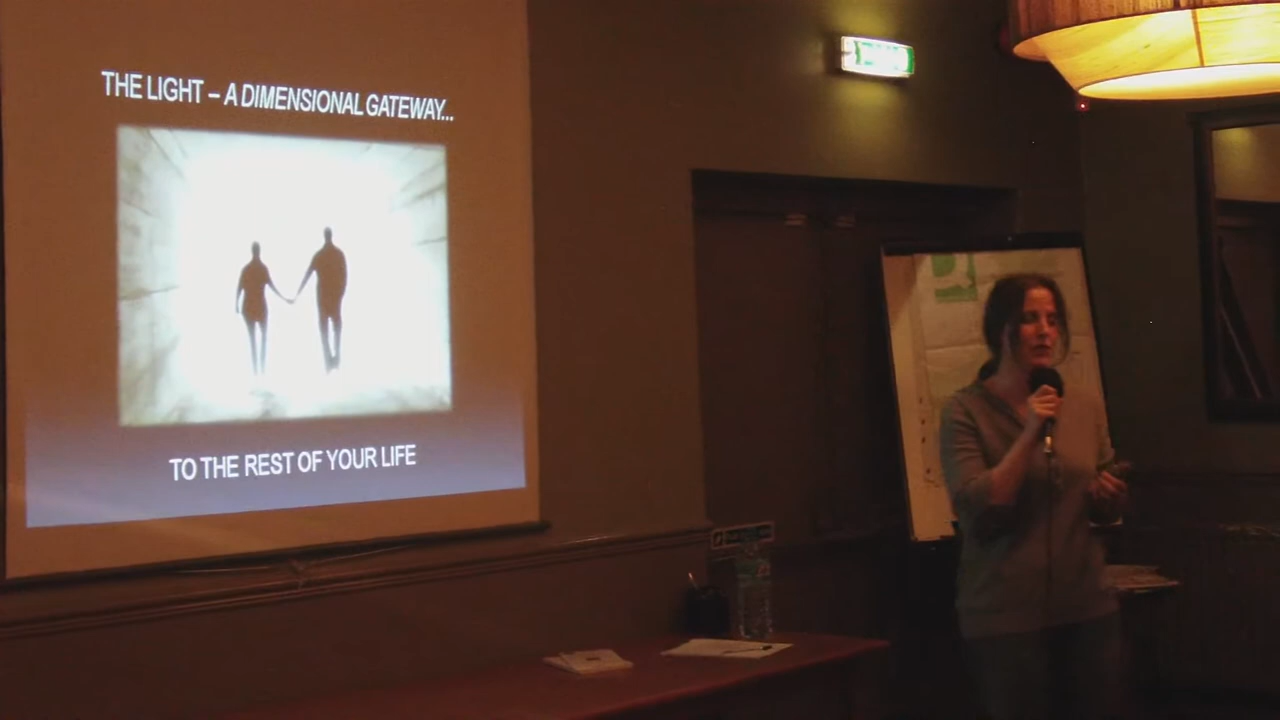 THE LIGHT – A DIMENSIONAL GATEWAY...
TO THE REST OF YOUR LIFE